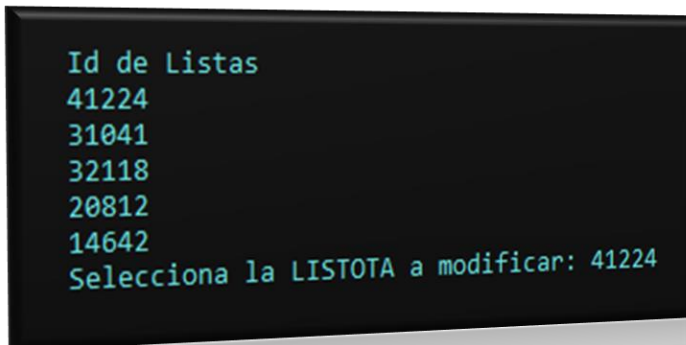 Id de Listas
41224
31041
32118
20812
14642
Selecciona la LISTOTA a modificar: 41224